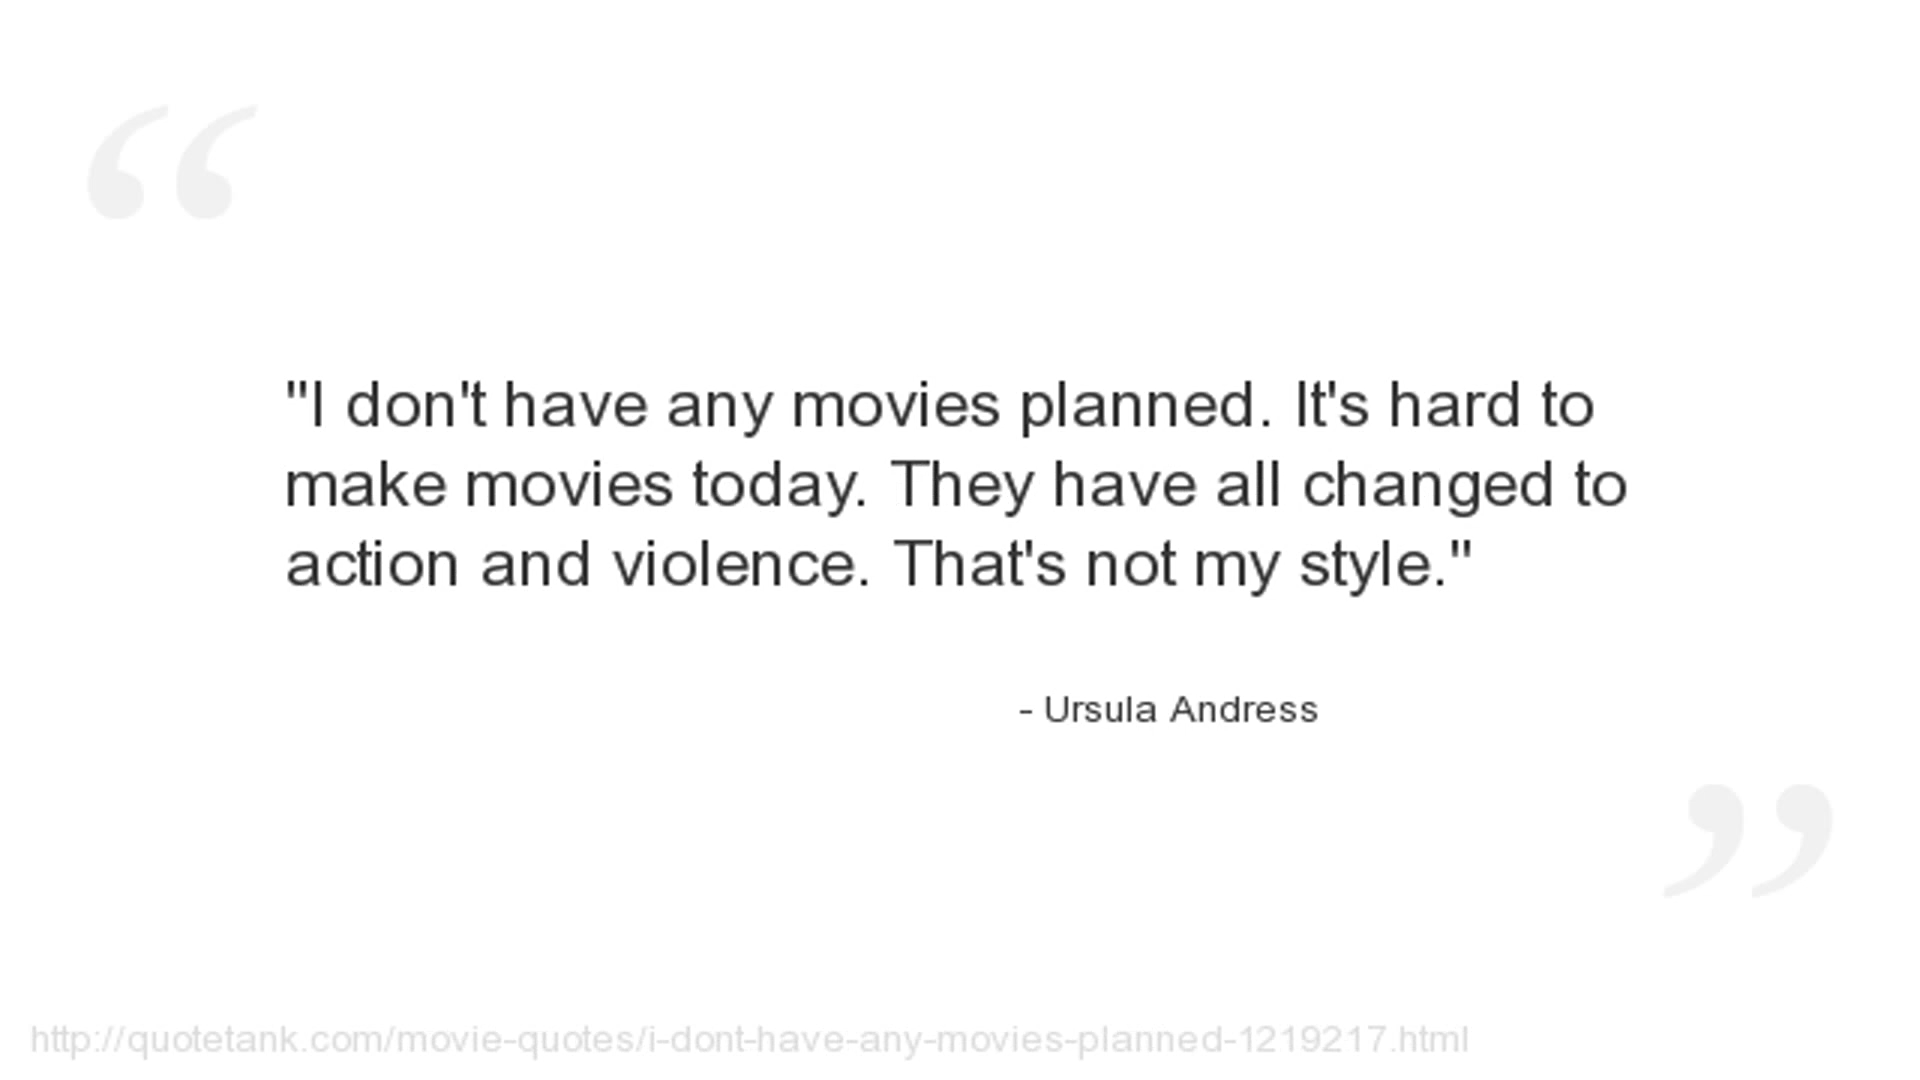 "I don't have any movies planned. It's hard to
make movies today. They have all changed to
action and violence. That's not my style."
- Ursula Andress
http://quotetank.com/movie-quotes/i-dont-have-any-movies-planned-1219217.html